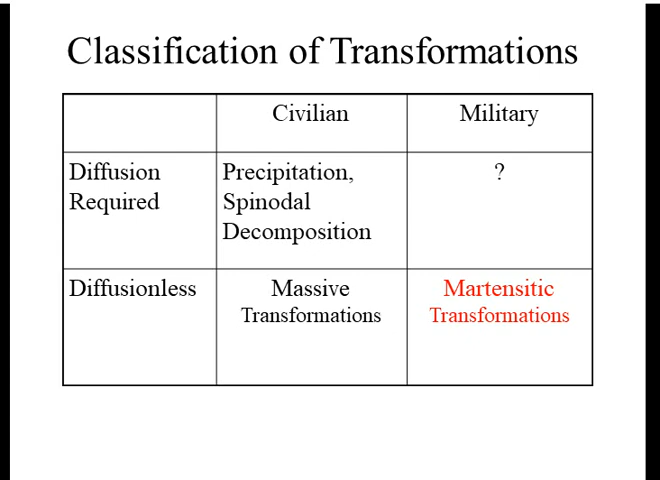 Classification of Transformations
Civilian
Military
Diffusion
Required
Precipitation,
Spinodal
Decomposition
?
Diffusionless
Massive
Transformations
Martensitic
Transformations